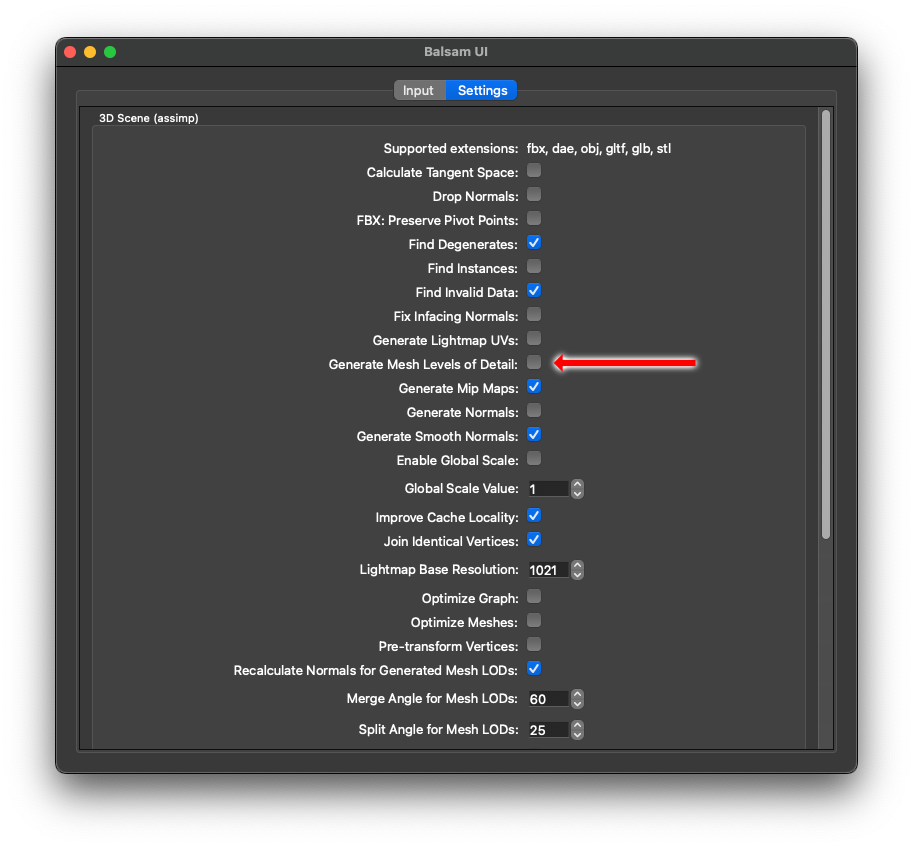 Balsam UI
Input Settings
3D Scene (assimp)
Supported extensions: fbx, dae, obj, gltf, glb, stl
Calculate Tangent Space:
Drop Normals:
FBX: Preserve Pivot Points:
Find Degenerates:
Find Instances:
Find Invalid Data:
Fix Infacing Normals:
Generate Lightmap UVs:
Generate Mesh Levels of Detail:
Generate Mip Maps:
Generate Normals:
Generate Smooth Normals:
Enable Global Scale:
Global Scale Value: 1
Improve Cache Locality:
Join Identical Vertices:
Lightmap Base Resolution: 1021
Optimize Graph:
Optimize Meshes:
Pre-transform Vertices:
Recalculate Normals for Generated Mesh LODs:
Merge Angle for Mesh LODs: 60
Split Angle for Mesh LODs: 25